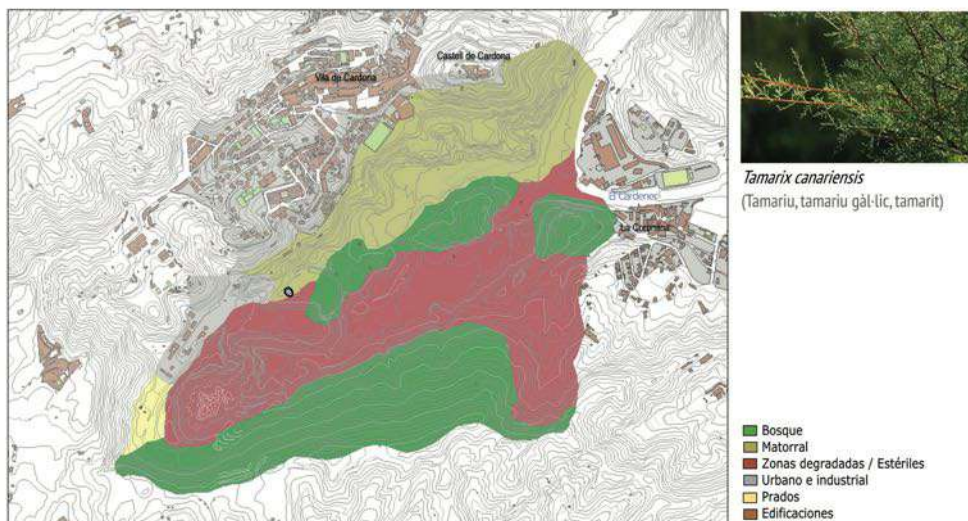 Vila de Cardona
Castell de Cardona
El Cardener
La Coromina
Tamarix canariensis
(Tamariu, tamariu gàl·lic, tamarit)
Bosque
Matorral
Zonas degradadas / Estériles
Urbano e industrial
Prados
Edificaciones